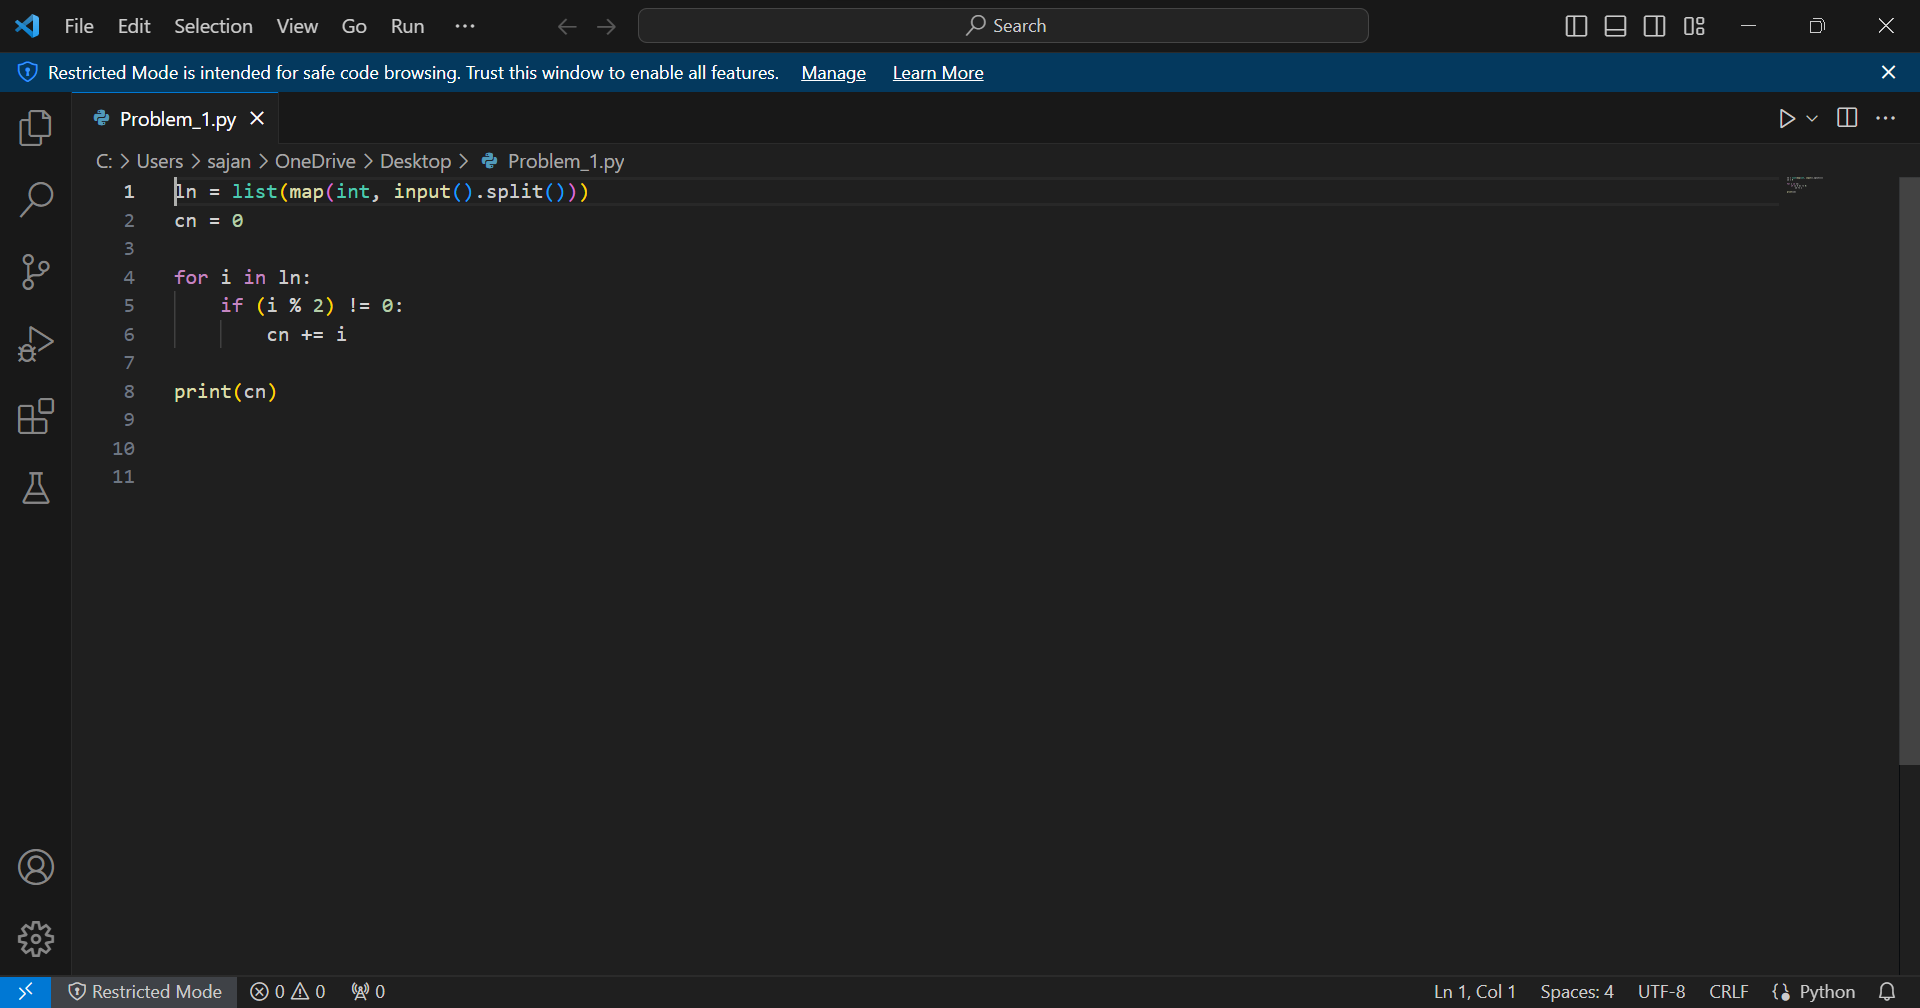 File Edit Selection View Go Run ··· Search
Restricted Mode is intended for safe code browsing. Trust this window to enable all features. Manage Learn More
Problem_1.py
C: > Users > sajan > OneDrive > Desktop > Problem_1.py
1 ln = list(map(int, input().split()))
2 cn = 0
3
4 for i in ln:
5 if (i % 2) != 0:
6 cn += i
7
8 print(cn)
9
10
11
Restricted Mode 0 0 0 Ln 1, Col 1 Spaces: 4 UTF-8 CRLF Python